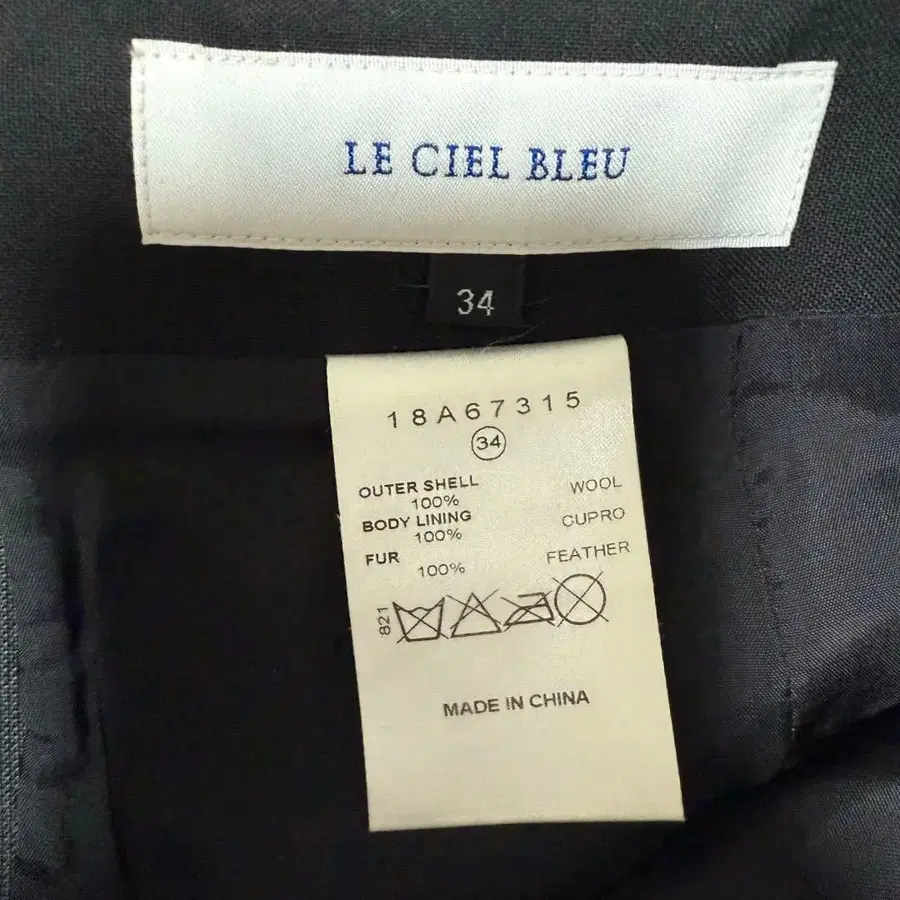 LE CIEL BLEU
34
18A67315
34
OUTER SHELL
100% WOOL
BODY LINING
100% CUPRO
FUR
100% FEATHER
821
MADE IN CHINA